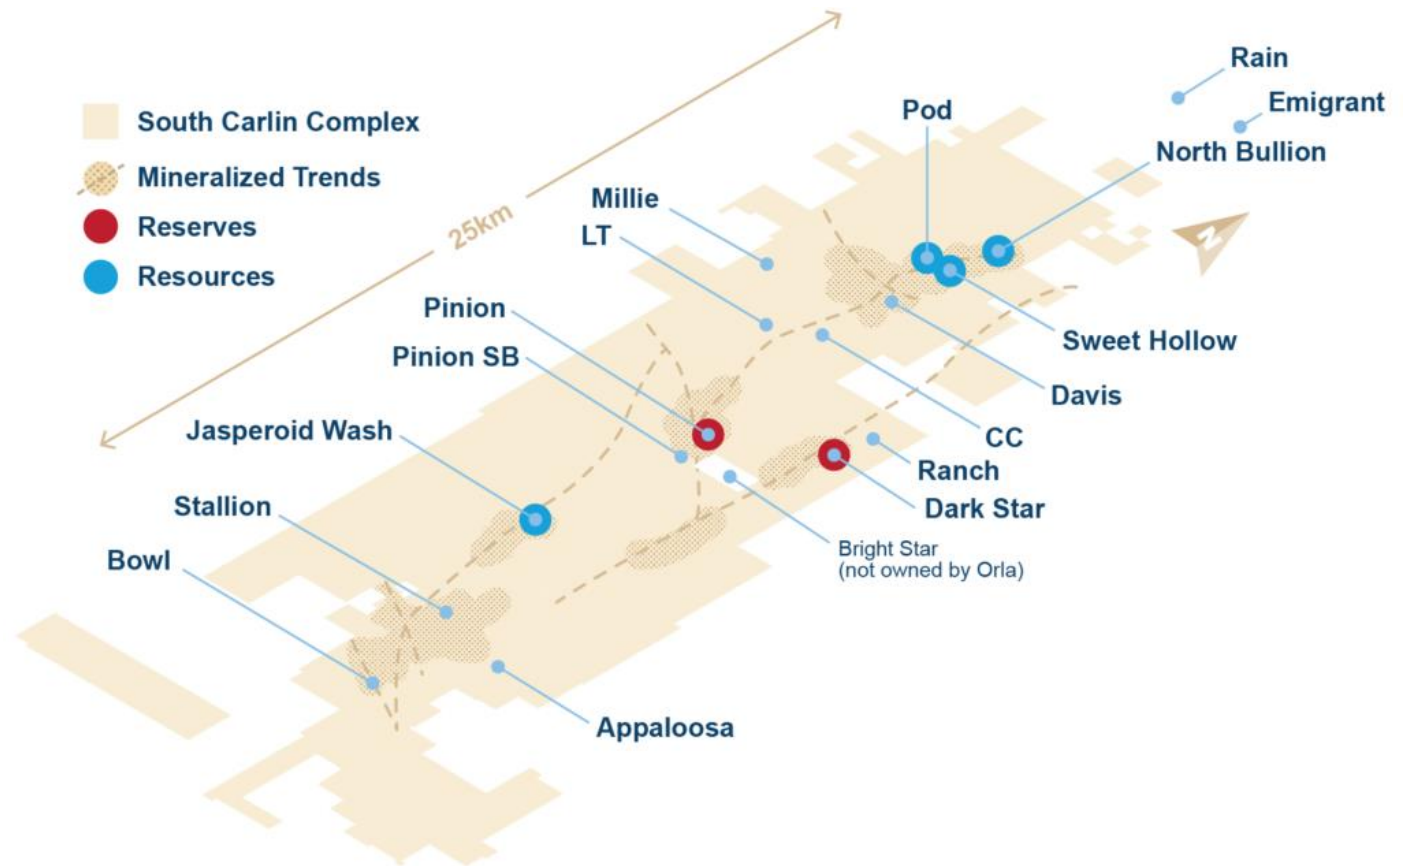 Rain
Emigrant
Pod
South Carlin Complex
North Bullion
Mineralized Trends
Millie
25km
Reserves
LT
N
Resources
Pinion
Sweet Hollow
Pinion SB
Davis
Jasperoid Wash
CC
Ranch
Stallion
Dark Star
Bright Star
(not owned by Orla)
Bowl
Appaloosa